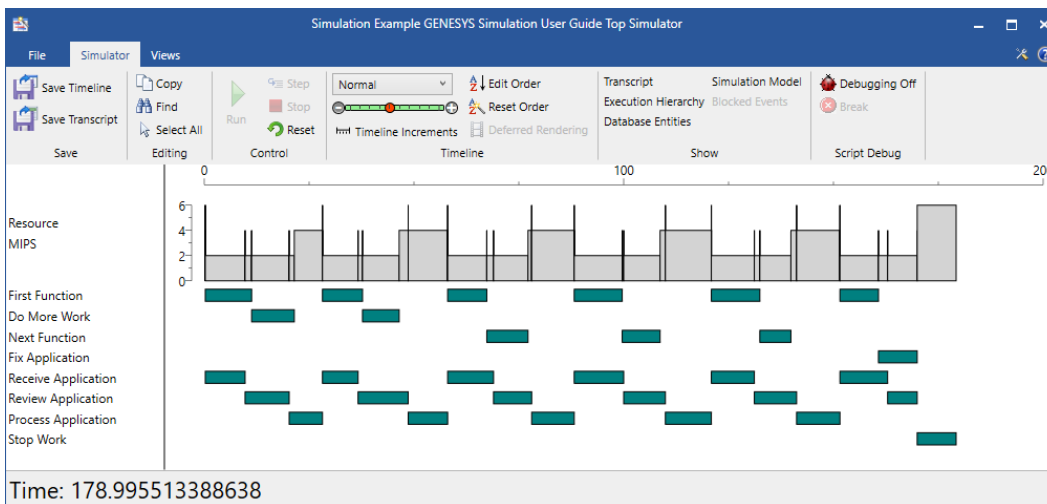 Simulation Example GENESYS Simulation User Guide Top Simulator
File Simulator Views
Save Timeline
Save Transcript
Save
Copy
Find
Select All
Editing
Run
Step
Stop
Reset
Control
Normal
Timeline Increments
Edit Order
Reset Order
Deferred Rendering
Timeline
Transcript Simulation Model
Execution Hierarchy Blocked Events
Database Entities
Show
Debugging Off
Break
Script Debug
0 100 20
Resource
MIPS
6
4
2
0
First Function
Do More Work
Next Function
Fix Application
Receive Application
Review Application
Process Application
Stop Work
Time: 178.995513388638